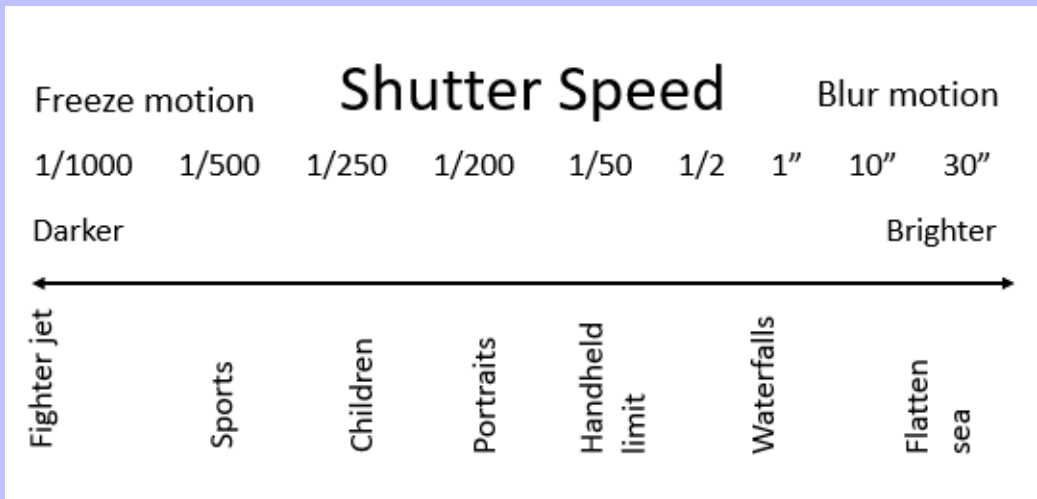 Shutter Speed
Freeze motion
Blur motion
1/1000 1/500 1/250 1/200 1/50 1/2 1” 10” 30”
Darker
Brighter
Fighter jet
Sports
Children
Portraits
Handheld
limit
Waterfalls
Flatten
sea